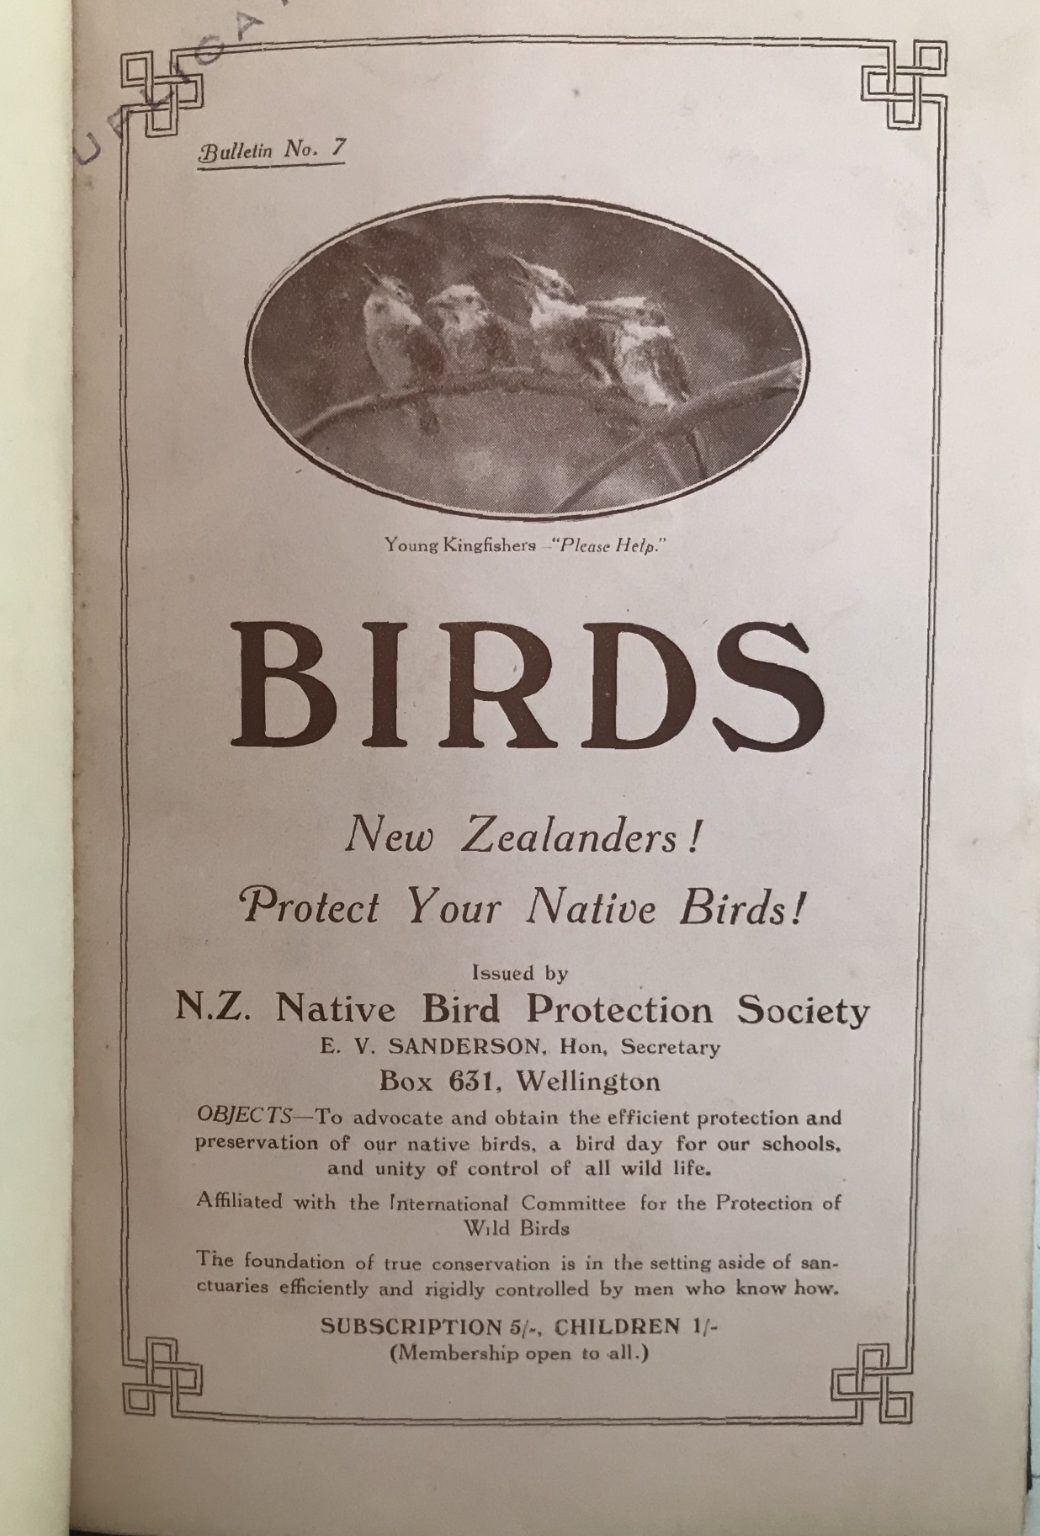 Bulletin No. 7
Young Kingfishers—"Please Help."
BIRDS
New Zealanders!
Protect Your Native Birds!
Issued by
N.Z. Native Bird Protection Society
E. V. SANDERSON, Hon, Secretary
Box 631, Wellington
OBJECTS—To advocate and obtain the efficient protection and
preservation of our native birds, a bird day for our schools,
and unity of control of all wild life.
Affiliated with the International Committee for the Protection of
Wild Birds
The foundation of true conservation is in the setting aside of san-
ctuaries efficiently and rigidly controlled by men who know how.
SUBSCRIPTION 5/-, CHILDREN 1/-
(Membership open to all.)